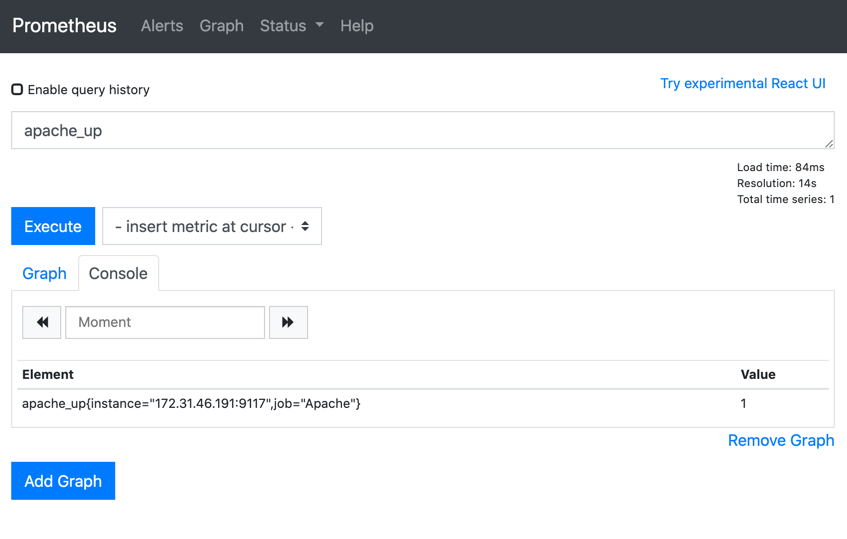 Prometheus Alerts Graph Status Help
Enable query history
Try experimental React UI
apache_up
Load time: 84ms
Resolution: 14s
Total time series: 1
Execute
- insert metric at cursor -
Graph Console
Moment
Element Value
apache_up{instance="172.31.46.191:9117",job="Apache"} 1
Remove Graph
Add Graph